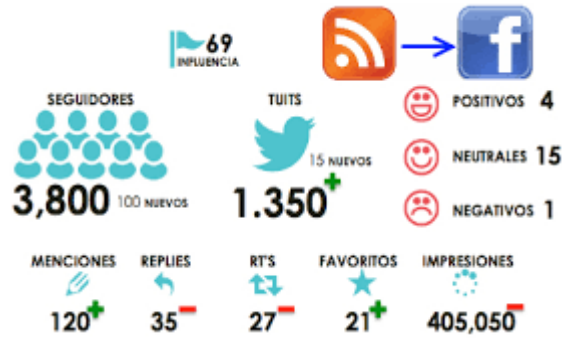 69
INFLUENCIA
f
SEGUIDORES
3,800 100 NUEVOS
TUITS
15 NUEVOS
1.350+
POSITIVOS 4
NEUTRALES 15
NEGATIVOS 1
MENCIONES REPLIES RT'S FAVORITOS IMPRESIONES
120+ 35− 27− 21+ 405,050−